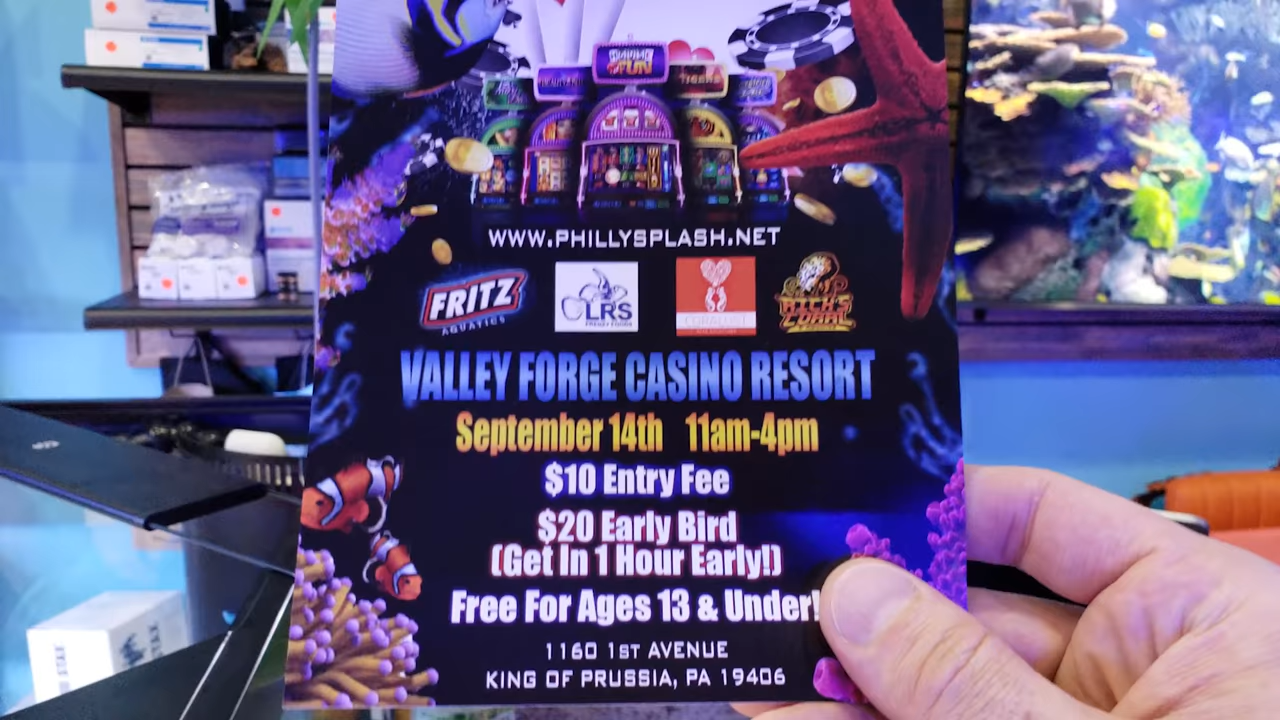 WWW.PHILLYSPLASH.NET
FRITZ
AQUATICS
LRS
RICH'S
CORAL
VALLEY FORGE CASINO RESORT
September 14th 11am-4pm
$10 Entry Fee
$20 Early Bird
(Get In 1 Hour Early!)
Free For Ages 13 & Under!
1160 1ST AVENUE
KING OF PRUSSIA, PA 19406